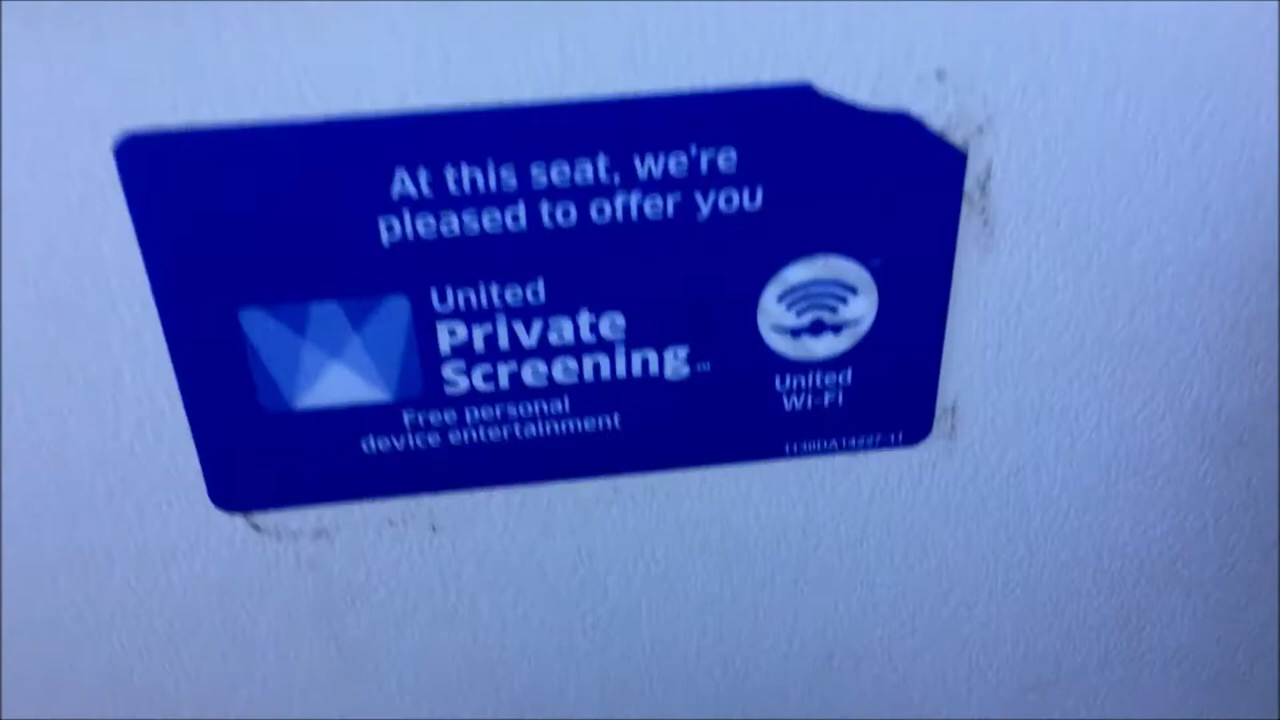 At this seat, we're
pleased to offer you
United
Private
Screening
Free personal
device entertainment
United
Wi-Fi